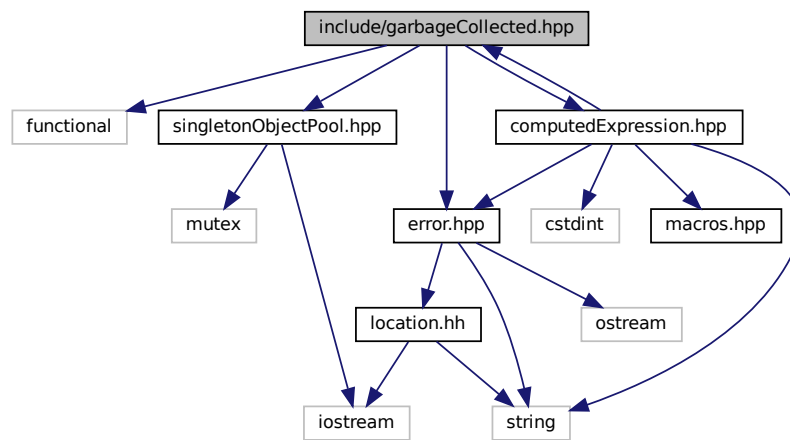 include/garbageCollected.hpp
functional
singletonObjectPool.hpp
computedExpression.hpp
mutex
error.hpp
cstdint
macros.hpp
location.hh
ostream
iostream
string